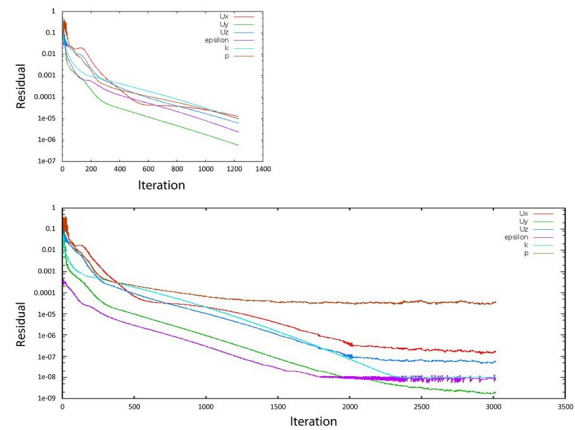 1
0.1
0.01
0.001
0.0001
1e-05
1e-06
1e-07
Residual
Ux
Uy
Uz
epsilon
k
p
0 200 400 600 800 1000 1200 1400
Iteration
1
0.1
0.01
0.001
0.0001
1e-05
1e-06
1e-07
1e-08
1e-09
Residual
Ux
Uy
Uz
epsilon
k
p
0 500 1000 1500 2000 2500 3000 3500
Iteration